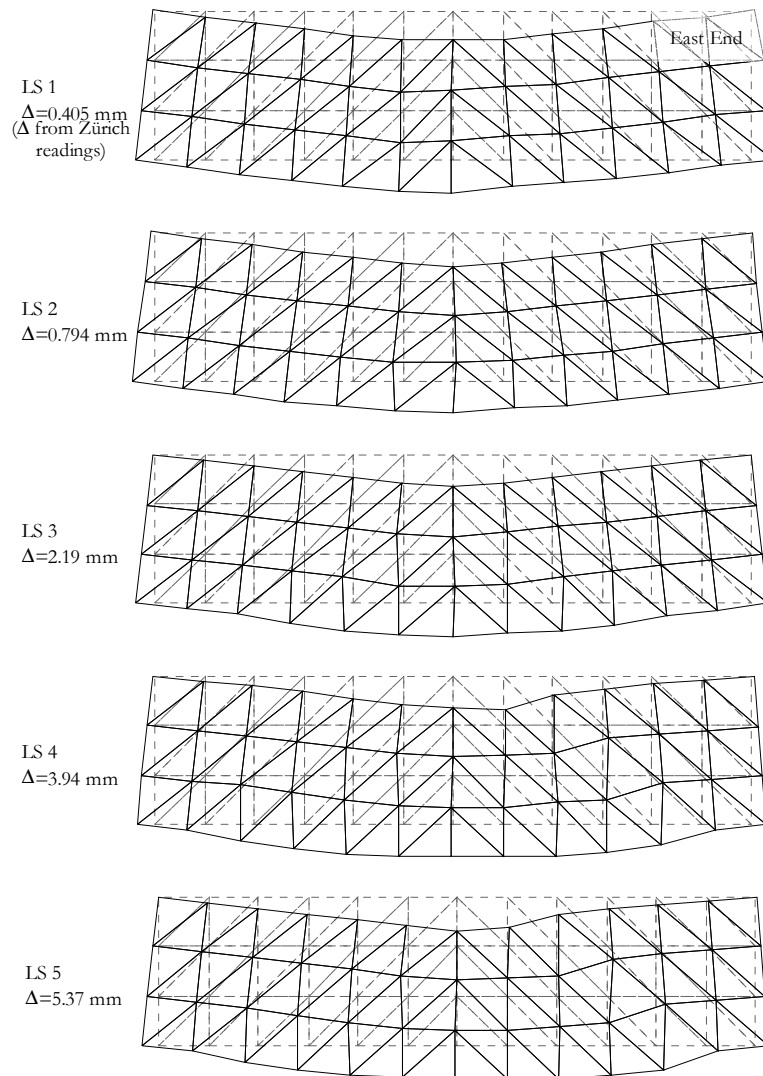 East End
LS 1
Δ=0.405 mm
(Δ from Zürich
readings)
LS 2
Δ=0.794 mm
LS 3
Δ=2.19 mm
LS 4
Δ=3.94 mm
LS 5
Δ=5.37 mm